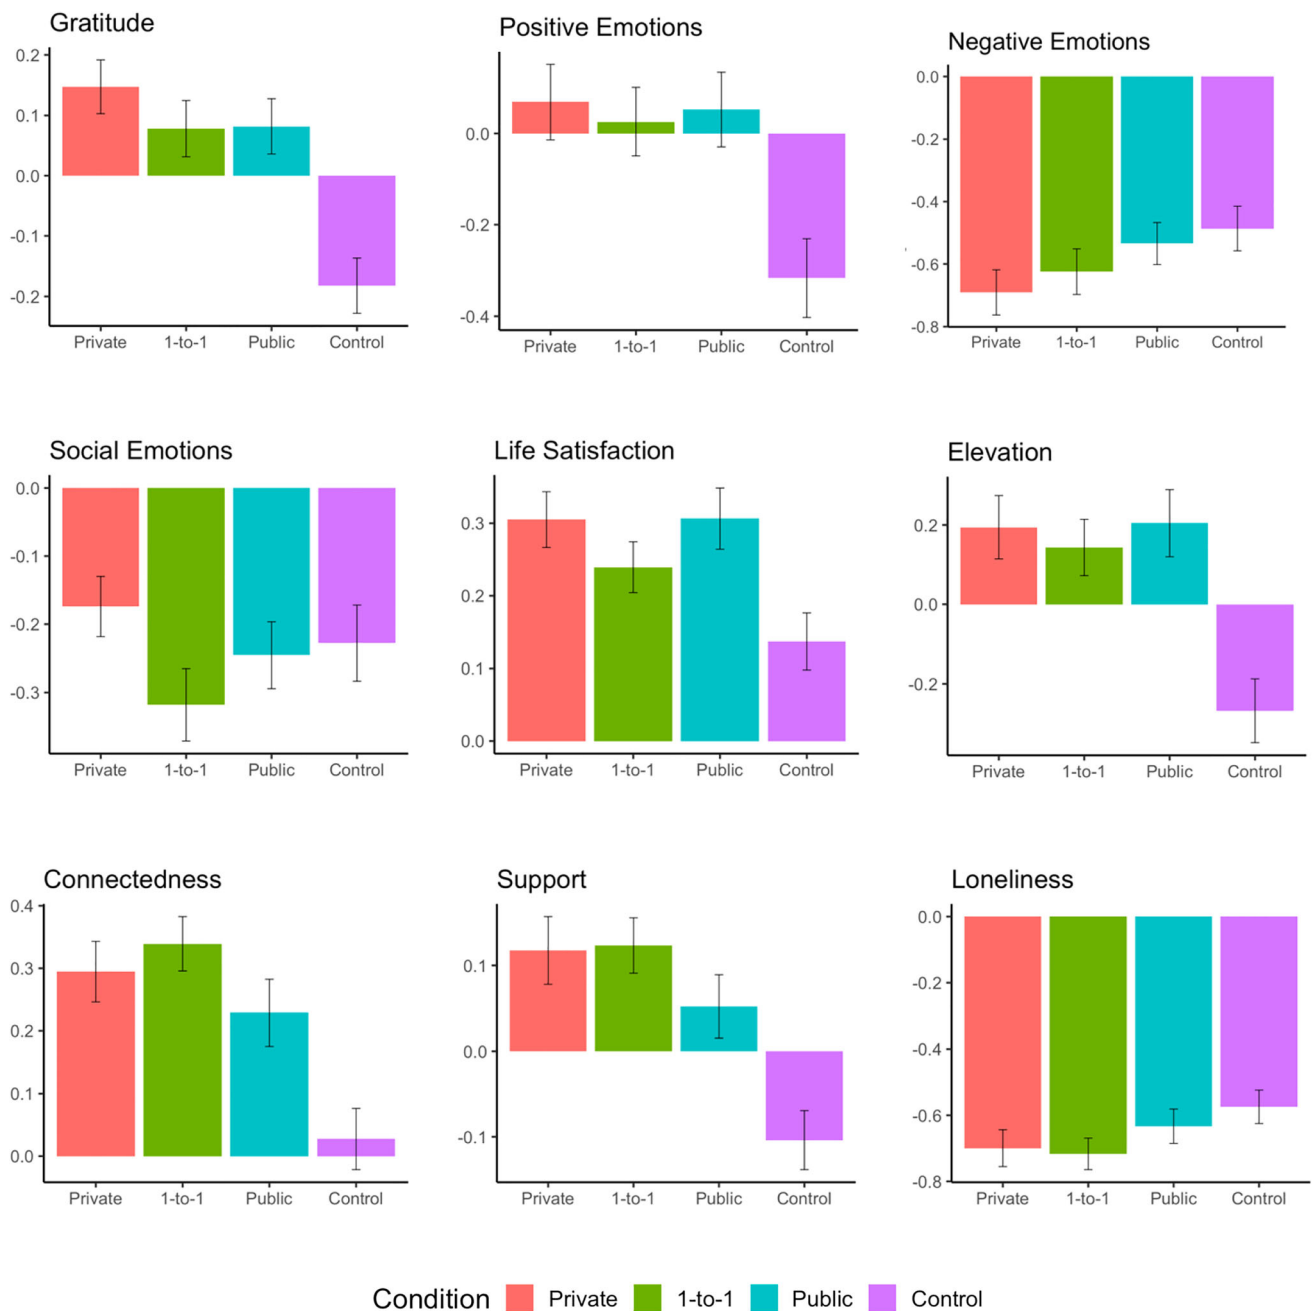 Gratitude
0.2
0.1
0.0
-0.1
-0.2
Private 1-to-1 Public Control
Positive Emotions
0.0
-0.2
-0.4
Private 1-to-1 Public Control
Negative Emotions
0.0
-0.2
-0.4
-0.6
-0.8
Private 1-to-1 Public Control
Social Emotions
0.0
-0.1
-0.2
-0.3
Private 1-to-1 Public Control
Life Satisfaction
0.3
0.2
0.1
0.0
Private 1-to-1 Public Control
Elevation
0.2
0.0
-0.2
Private 1-to-1 Public Control
Connectedness
0.4
0.3
0.2
0.1
0.0
Private 1-to-1 Public Control
Support
0.1
0.0
-0.1
Private 1-to-1 Public Control
Loneliness
0.0
-0.2
-0.4
-0.6
-0.8
Private 1-to-1 Public Control
Condition Private 1-to-1 Public Control